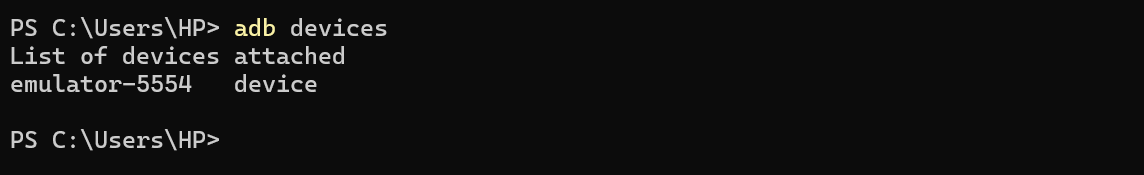 PS C:\Users\HP> adb devices
List of devices attached
emulator-5554   device
PS C:\Users\HP>